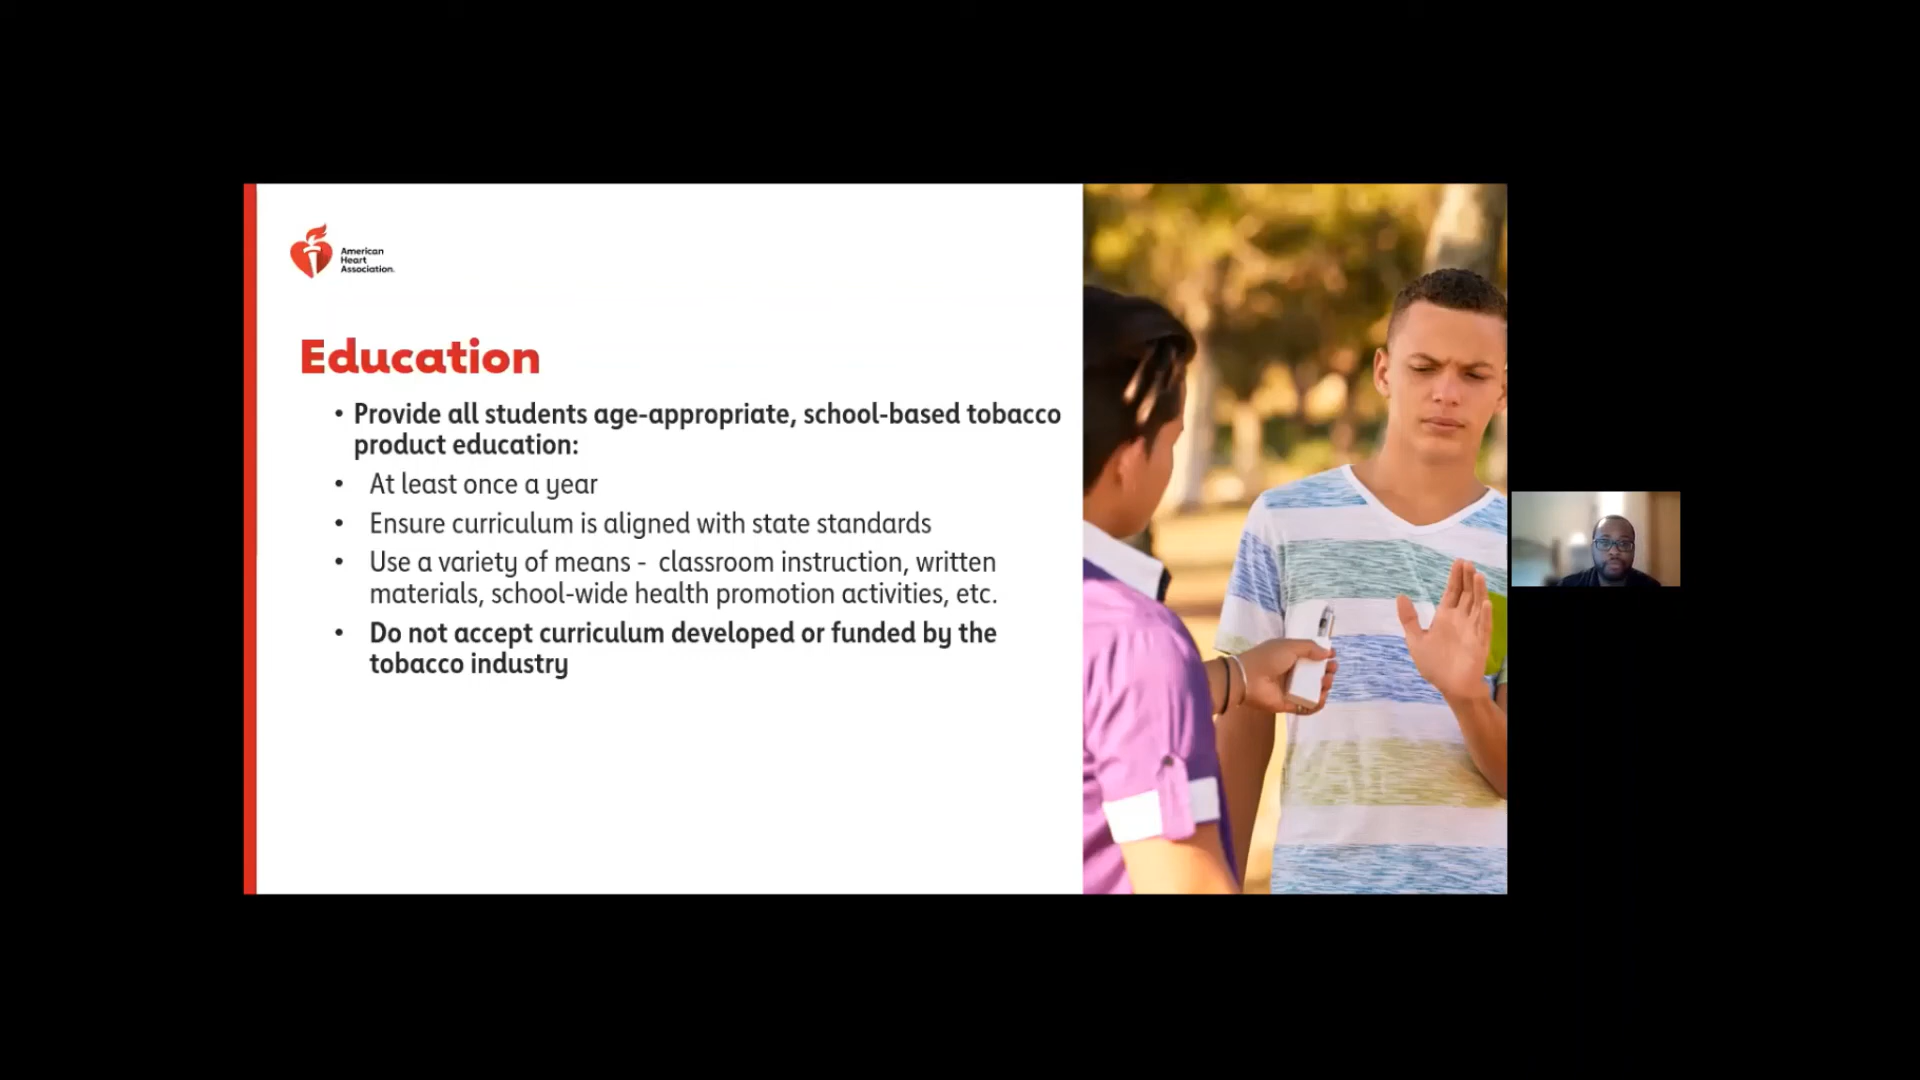 American
Heart
Association.
Education
• Provide all students age-appropriate, school-based tobacco
product education:
• At least once a year
• Ensure curriculum is aligned with state standards
• Use a variety of means -  classroom instruction, written
materials, school-wide health promotion activities, etc.
• Do not accept curriculum developed or funded by the
tobacco industry